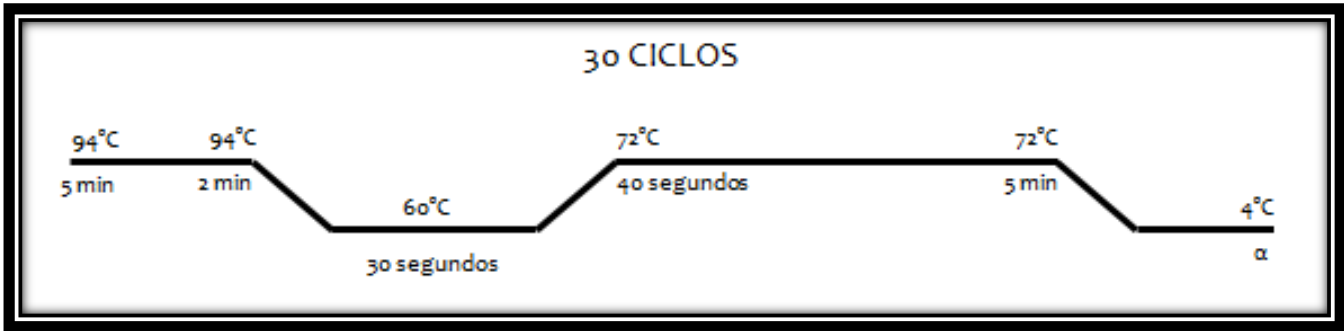 30 CICLOS
94°C 94°C 72°C 72°C
5 min 2 min 40 segundos 5 min
60°C 4°C
30 segundos α